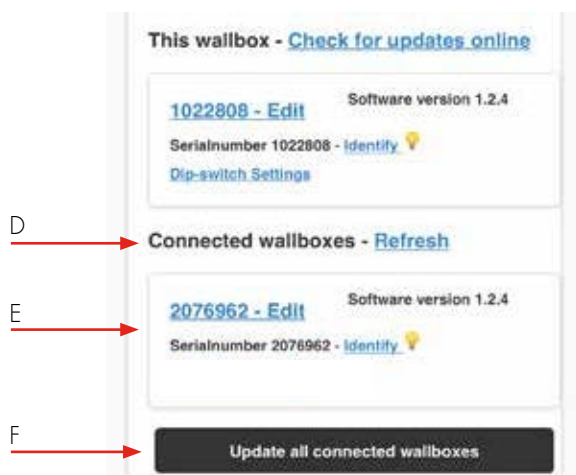 This wallbox - Check for updates online
1022808 - Edit
Software version 1.2.4
Serialnumber 1022808 - Identify
Dip-switch Settings
D
Connected wallboxes - Refresh
E
2076962 - Edit
Software version 1.2.4
Serialnumber 2076962 - Identify
F
Update all connected wallboxes